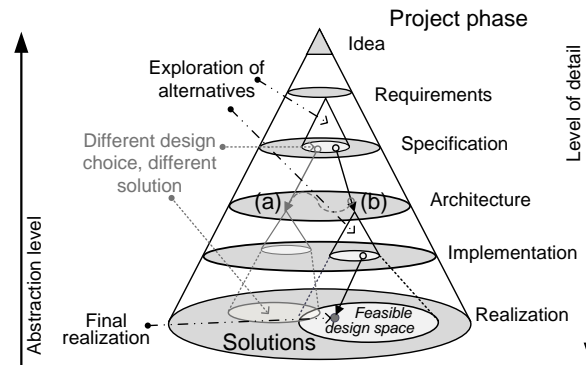 Project phase
Idea
Exploration of
alternatives
Requirements
Different design
choice, different
solution
Specification
(a)
(b)
Architecture
Implementation
Final
realization
Feasible
design space
Realization
Solutions
Abstraction level
Level of detail